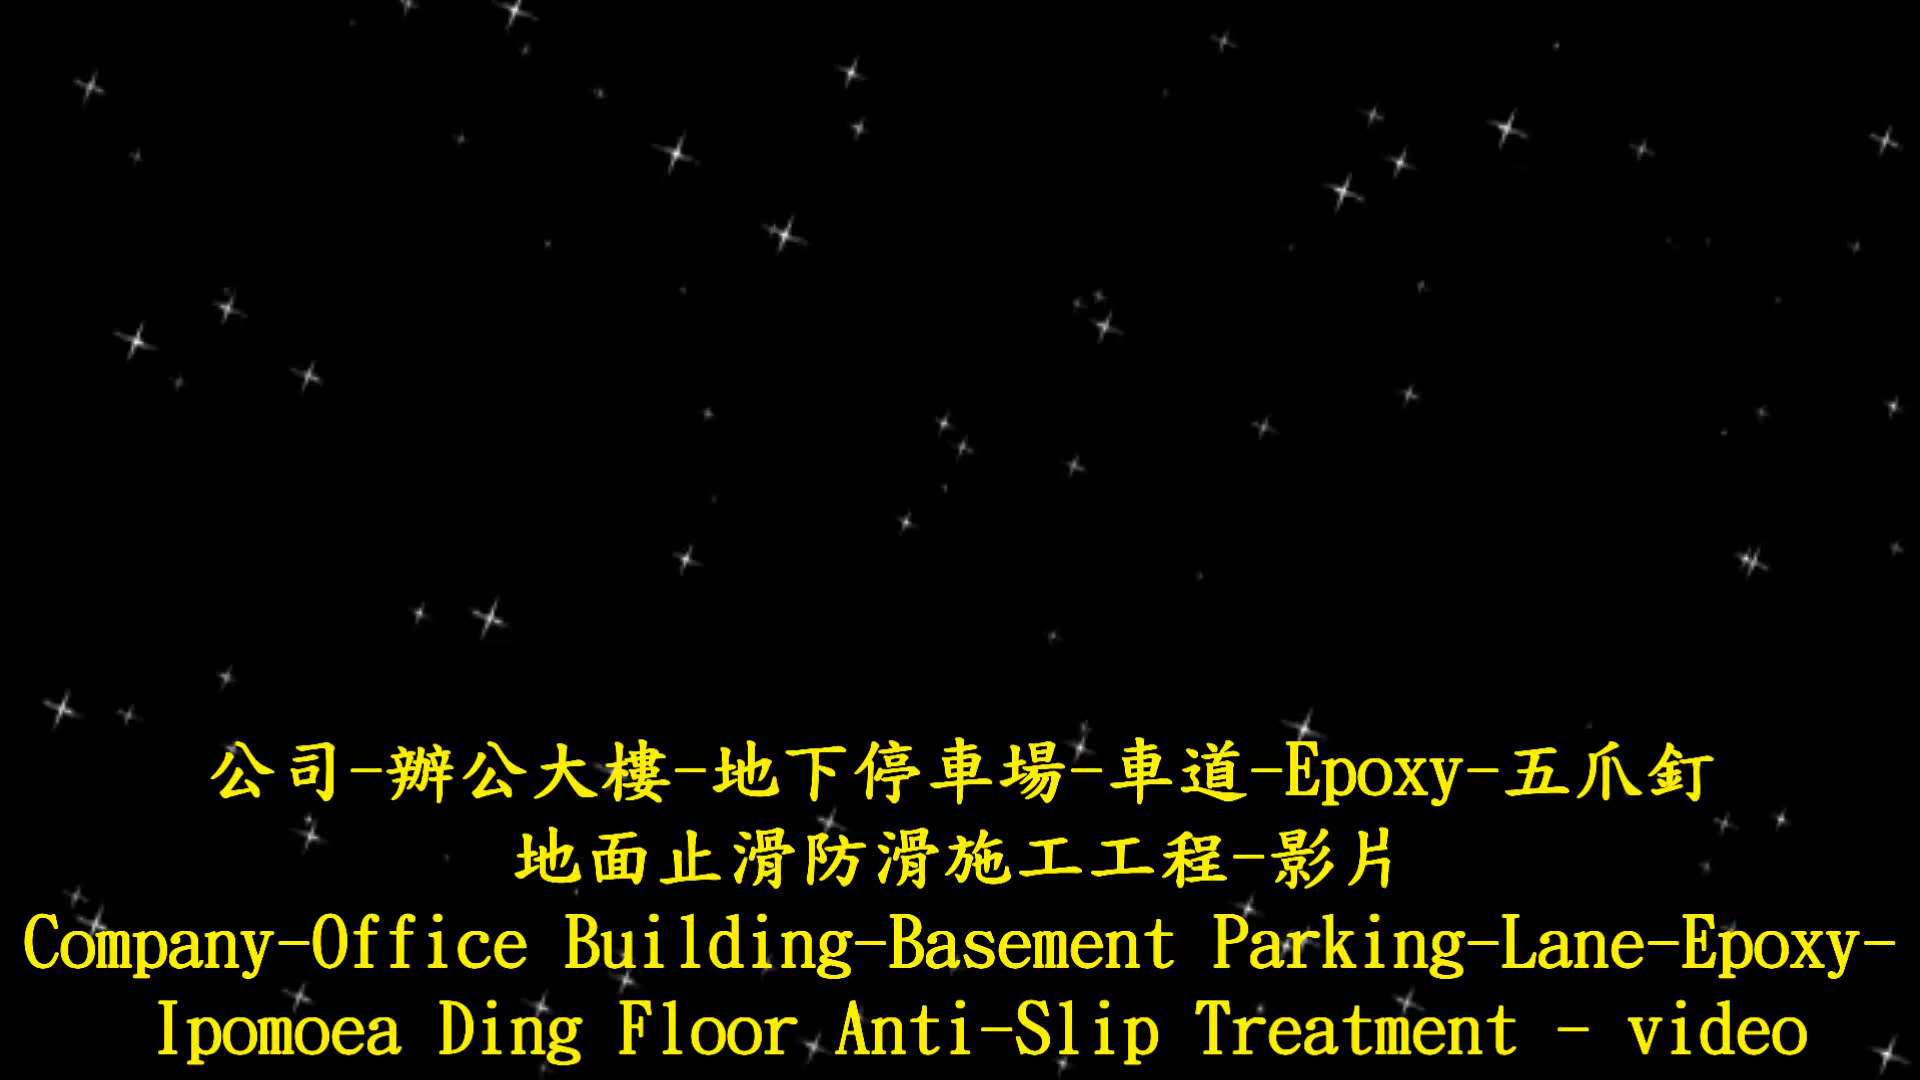 公司-辦公大樓-地下停車場-車道-Epoxy-五爪釘
地面止滑防滑施工工程-影片
Company-Office Building-Basement Parking-Lane-Epoxy-
Ipomoea Ding Floor Anti-Slip Treatment - video